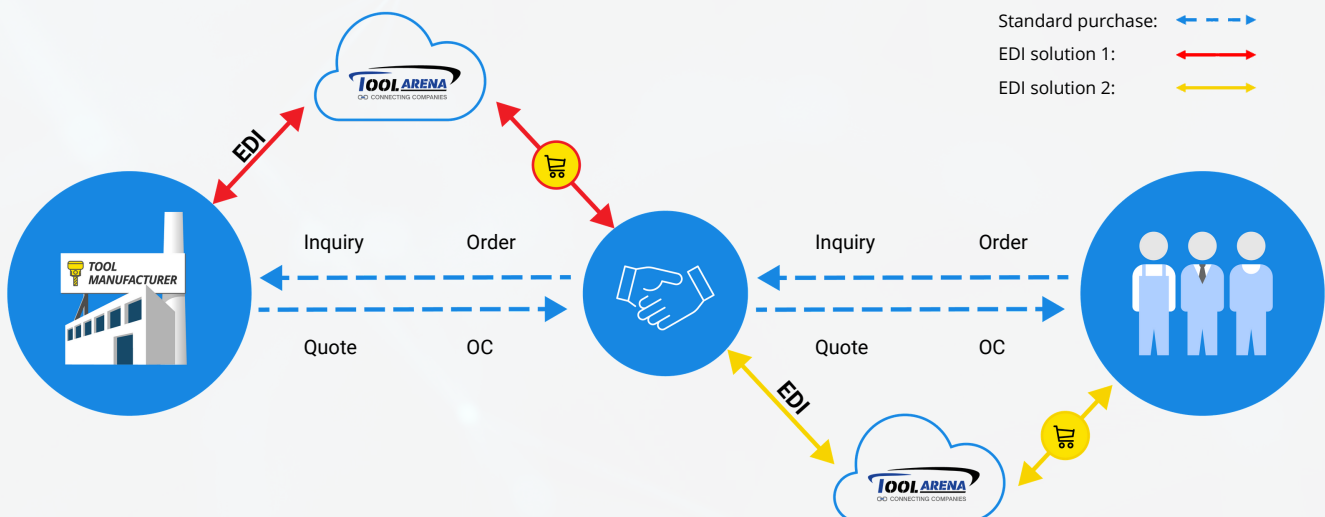 Standard purchase:
EDI solution 1:
EDI solution 2:
TOOL ARENA
CONNECTING COMPANIES
EDI
TOOL
MANUFACTURER
Inquiry Order
Quote OC
Inquiry Order
Quote OC
EDI
TOOL ARENA
CONNECTING COMPANIES